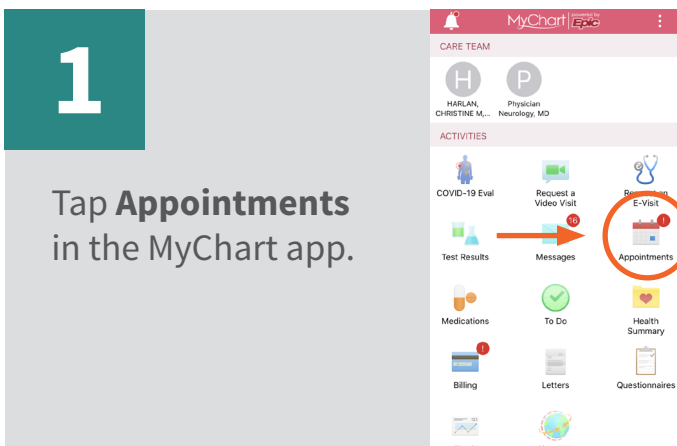 1
Tap Appointments
in the MyChart app.
MyChart powered by Epic
CARE TEAM
H
P
HARLAN,
CHRISTINE M,...
Physician
Neurology, MD
ACTIVITIES
COVID-19 Eval
Request a
Video Visit
E-Visit
16
!
Test Results
Messages
Appointments
Medications
To Do
Health
Summary
!
Billing
Letters
Questionnaires